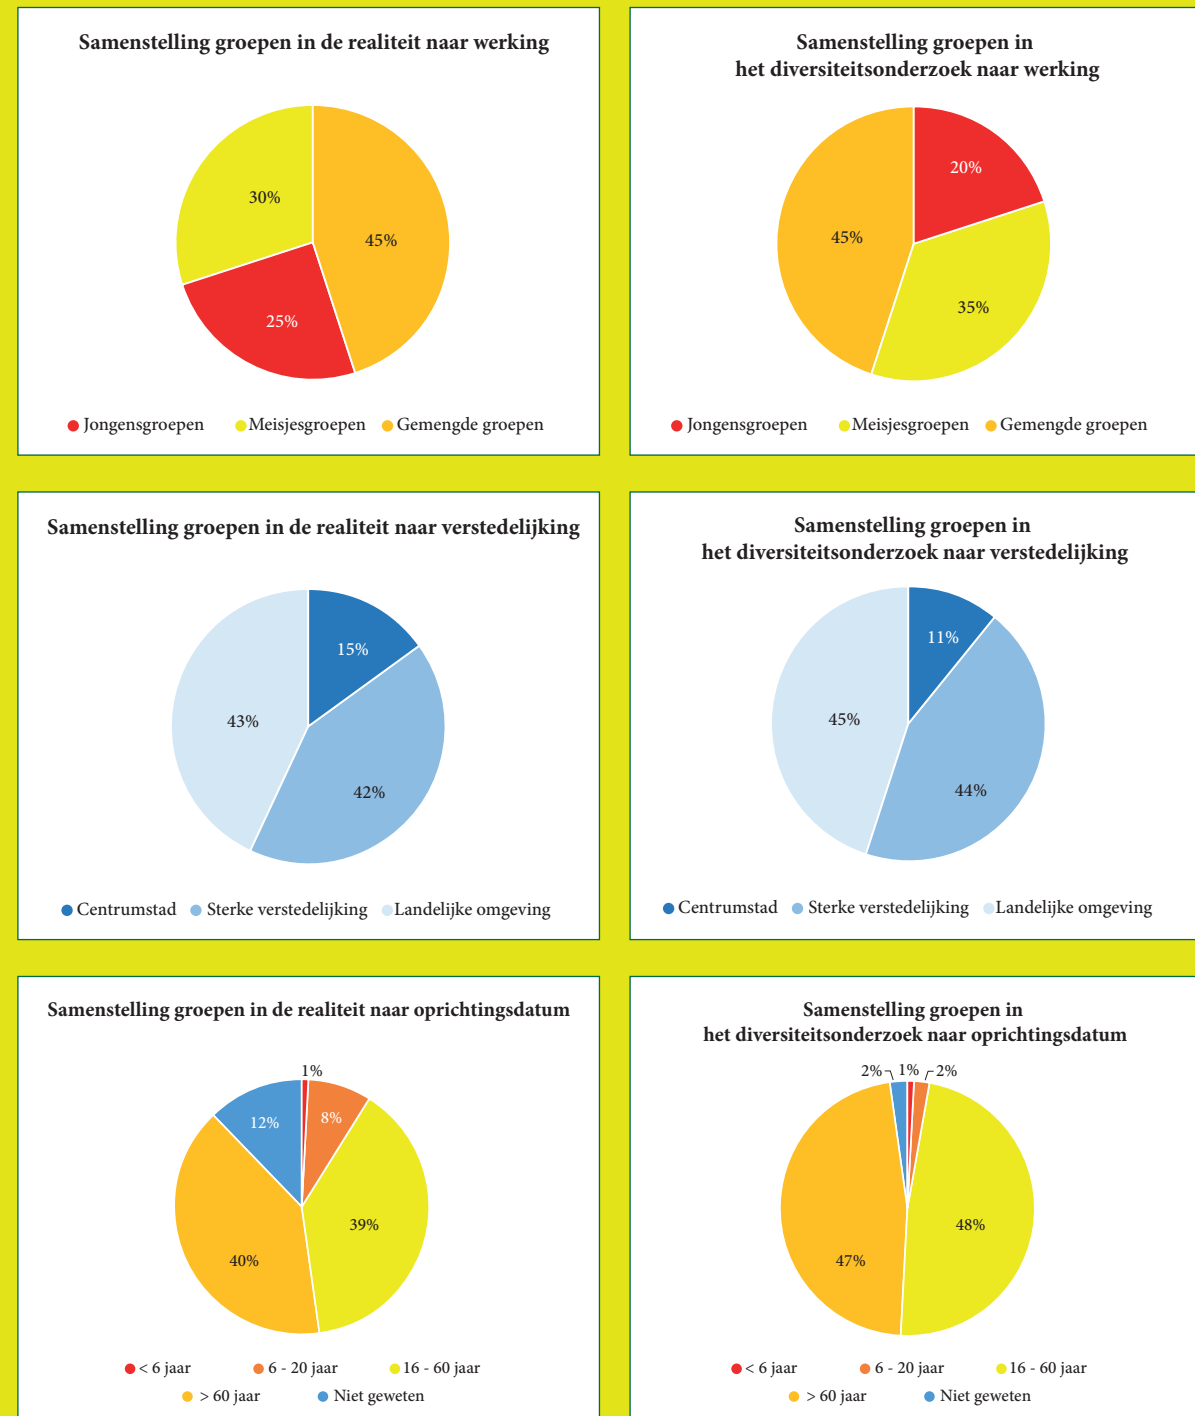 Samenstelling groepen in de realiteit naar werking
30%
45%
25%
Jongensgroepen Meisjesgroepen Gemengde groepen
Samenstelling groepen in
het diversiteitsonderzoek naar werking
20%
45%
35%
Jongensgroepen Meisjesgroepen Gemengde groepen
Samenstelling groepen in de realiteit naar verstedelijking
15%
43%
42%
Centrumstad Sterke verstedelijking Landelijke omgeving
Samenstelling groepen in
het diversiteitsonderzoek naar verstedelijking
11%
45%
44%
Centrumstad Sterke verstedelijking Landelijke omgeving
Samenstelling groepen in de realiteit naar oprichtingsdatum
1%
12% 8%
39%
40%
< 6 jaar 6 - 20 jaar 16 - 60 jaar
> 60 jaar Niet geweten
Samenstelling groepen in
het diversiteitsonderzoek naar oprichtingsdatum
2% 1% 2%
48%
47%
< 6 jaar 6 - 20 jaar 16 - 60 jaar
> 60 jaar Niet geweten